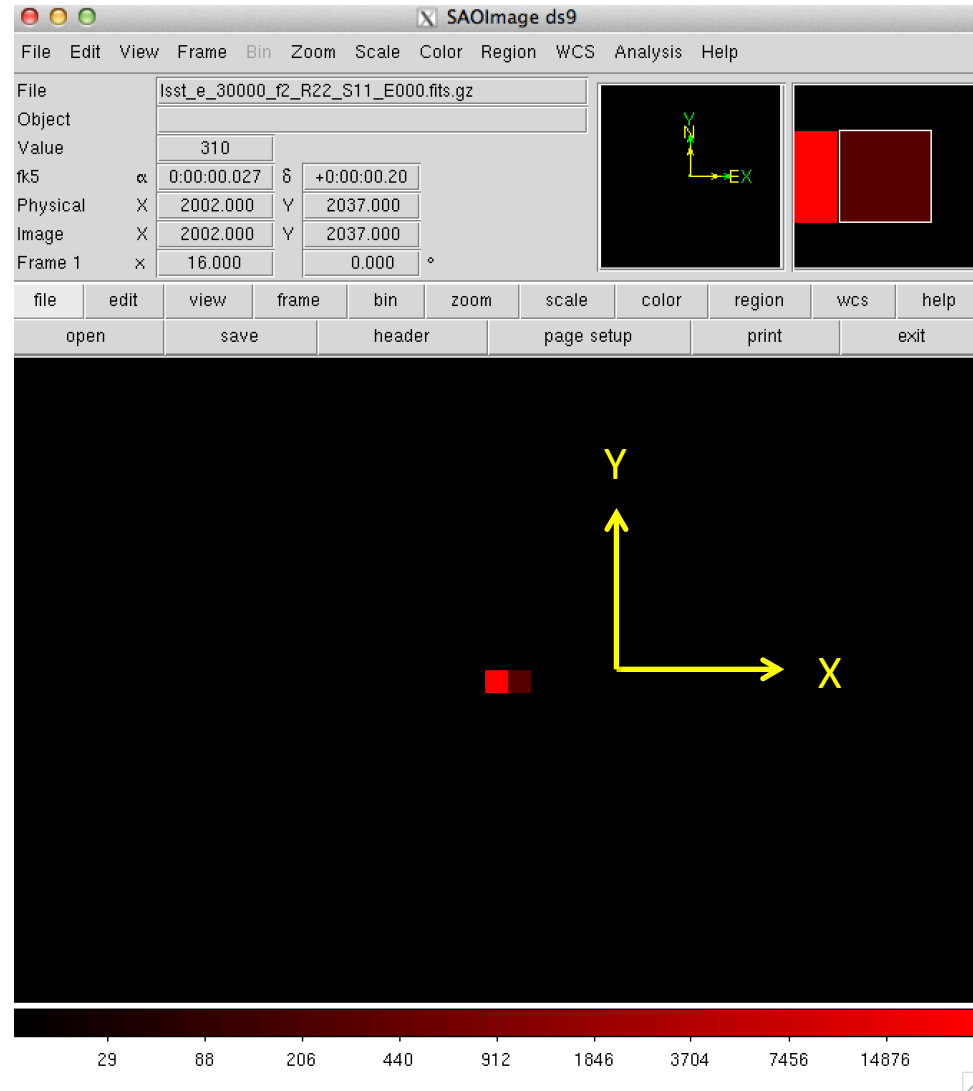 X SAOImage ds9
File Edit View Frame Bin Zoom Scale Color Region WCS Analysis Help
File lsst_e_30000_f2_R22_S11_E000.fits.gz
Object
Value 310
fk5 α 0:00:00.027 δ +0:00:00.20
Physical X 2002.000 Y 2037.000
Image X 2002.000 Y 2037.000
Frame 1 x 16.000 0.000 °
Y
N
E X
file edit view frame bin zoom scale color region wcs help
open save header page setup print exit
Y
X
29 88 206 440 912 1846 3704 7456 14876